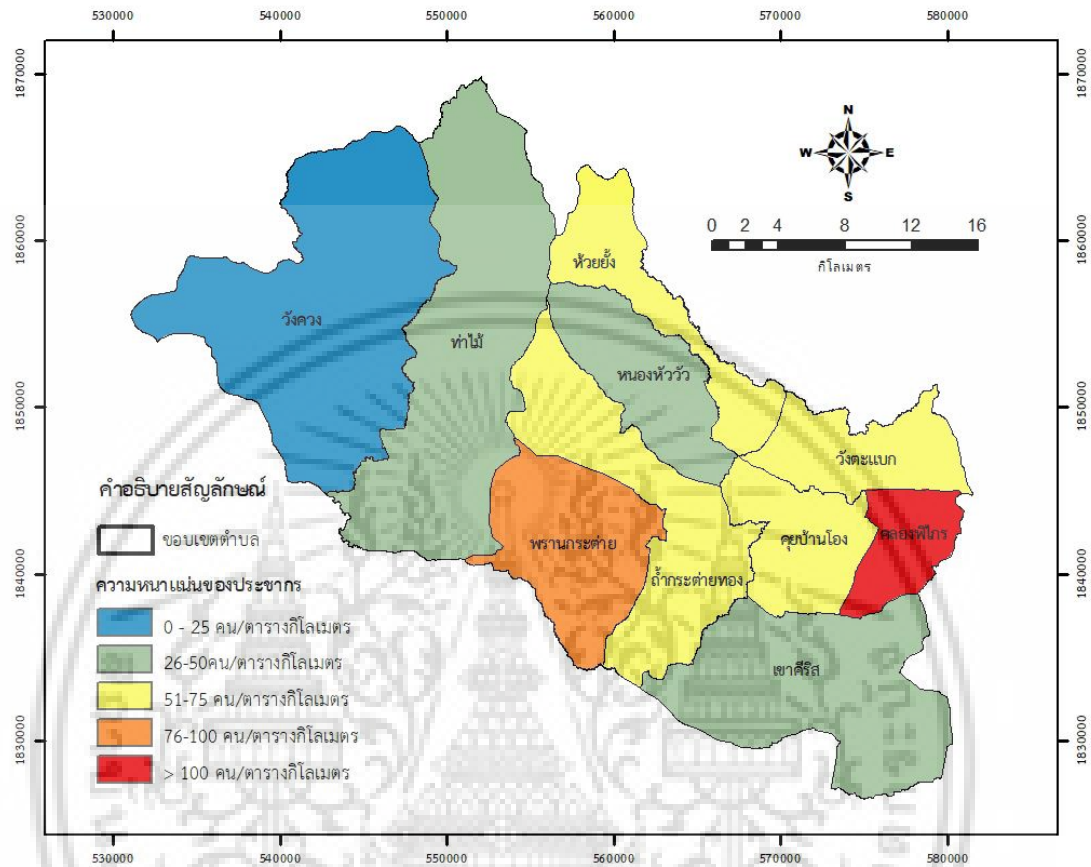 530000 540000 550000 560000 570000 580000
1870000 1870000
N
W E
S
1860000 1860000
0 2 4 8 12 16
กิโลเมตร
ห้วยยั้ง
วังควง
ท่าไม้
หนองหัววัว
1850000 1850000
วังตะแบก
คำอธิบายสัญลักษณ์
ขอบเขตตำบล
พรานกระต่าย
คุยบ้านโอง
คลองพิไกร
ถ้ำกระต่ายทอง
1840000 1840000
ความหนาแน่นของประชากร
0 - 25 คน/ตารางกิโลเมตร
26-50คน/ตารางกิโลเมตร
51-75 คน/ตารางกิโลเมตร
76-100 คน/ตารางกิโลเมตร
> 100 คน/ตารางกิโลเมตร
เขาคีริส
1830000 1830000
530000 540000 550000 560000 570000 580000